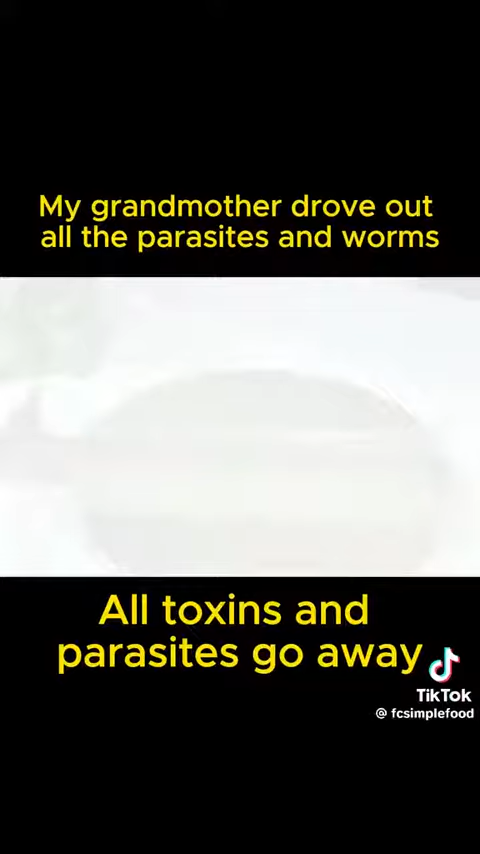 My grandmother drove out
all the parasites and worms
All toxins and
parasites go away
TikTok
@ fcsimplefood